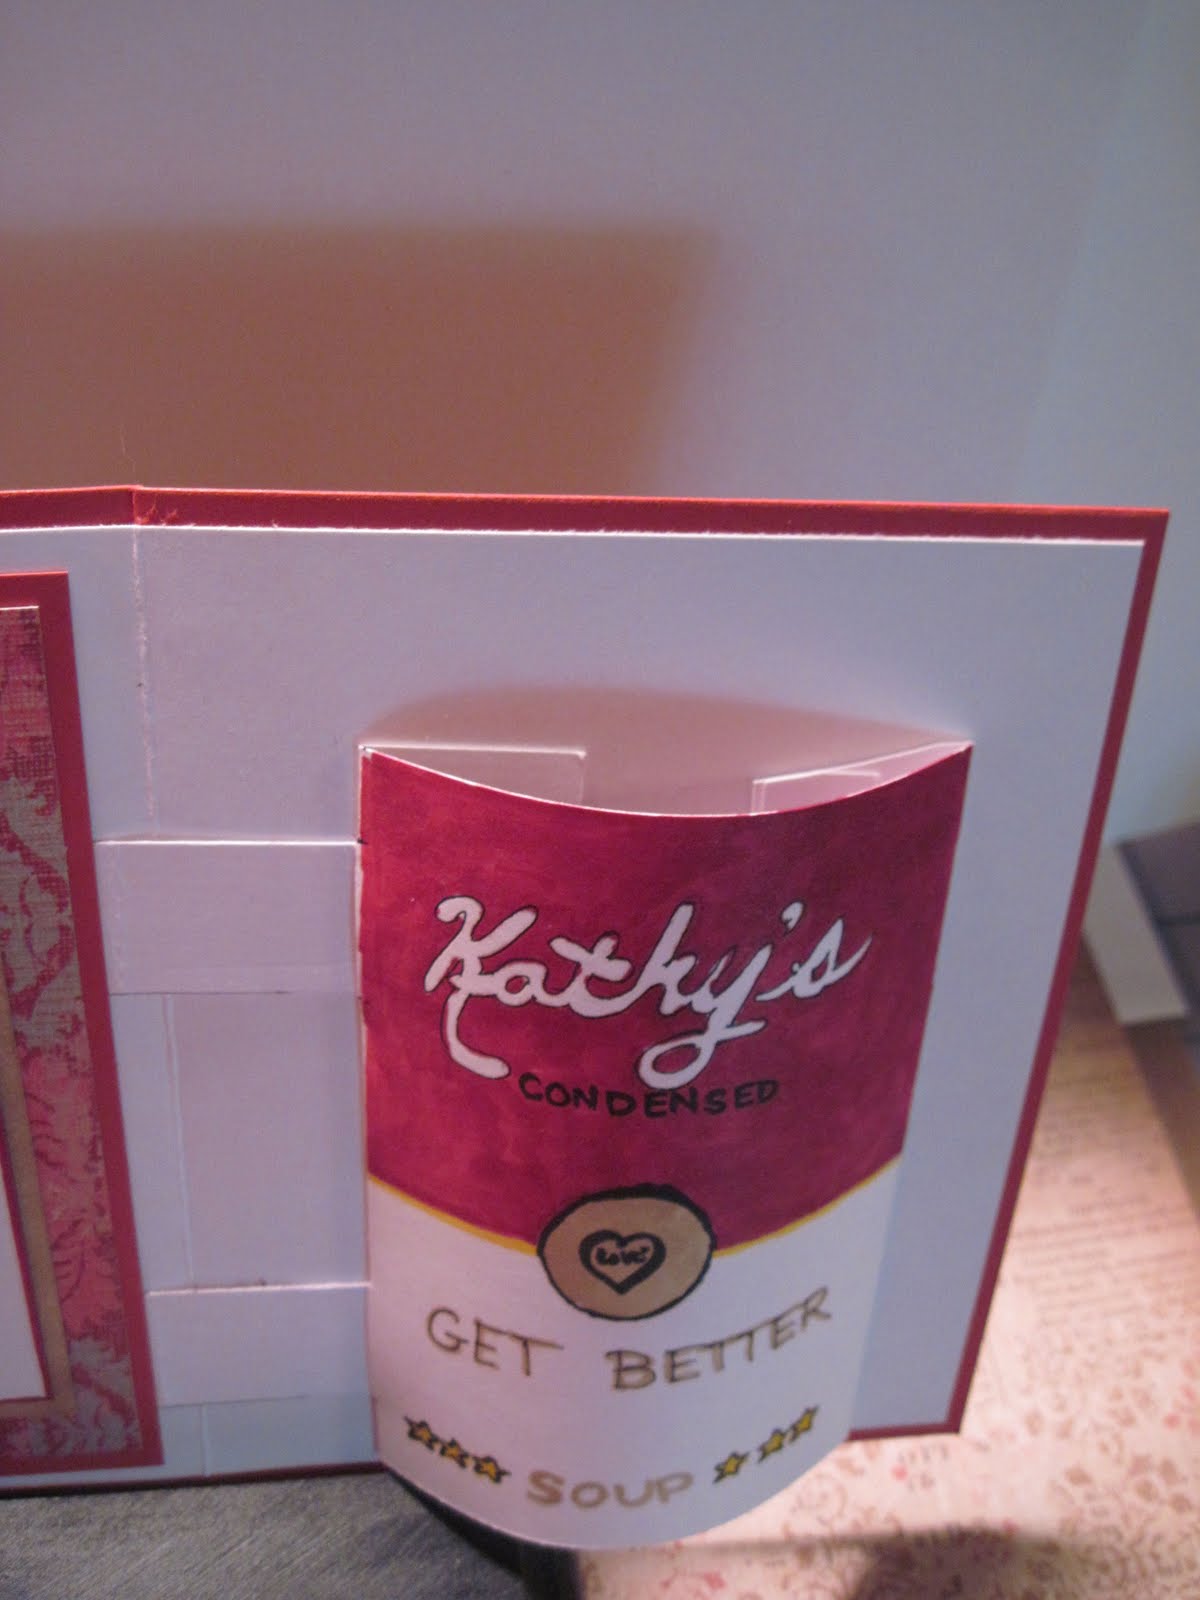 Kathy's
CONDENSED
LOVE
GET BETTER
SOUP